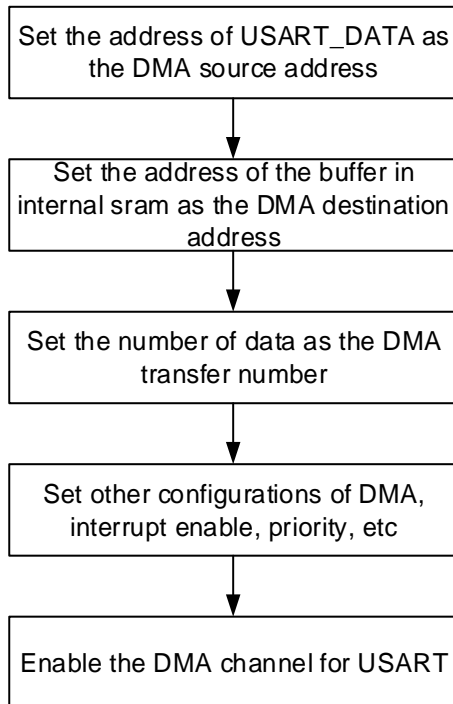 Set the address of USART_DATA as
the DMA source address
Set the address of the buffer in
internal sram as the DMA destination
address
Set the number of data as the DMA
transfer number
Set other configurations of DMA,
interrupt enable, priority, etc
Enable the DMA channel for USART